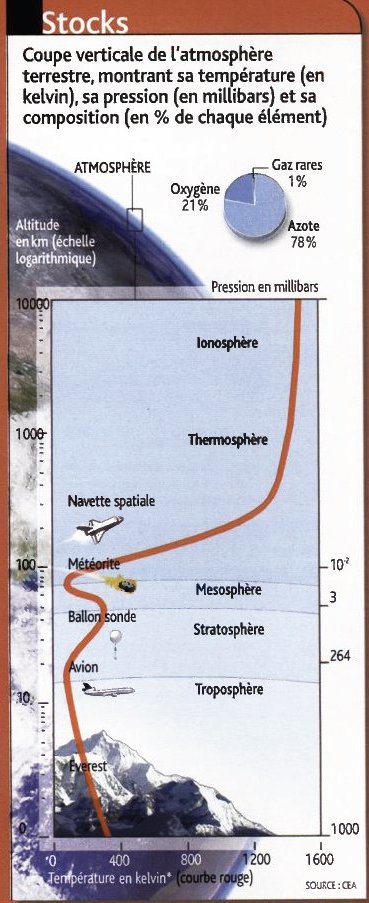 Stocks
Coupe verticale de l'atmosphère
terrestre, montrant sa température (en
kelvin), sa pression (en millibars) et sa
composition (en % de chaque élément)
ATMOSPHÈRE
Gaz rares
1%
Oxygène
21%
Azote
78%
Altitude
en km (échelle
logarithmique)
Pression en millibars
10000
Ionosphère
1000
Thermosphère
Navette spatiale
100
Météorite
10-2
Mésosphère
3
Ballon sonde
Stratosphère
264
Avion
Troposphère
10
Everest
0
1000
0 400 800 1200 1600
Température en kelvin* (courbe rouge)
SOURCE : CEA